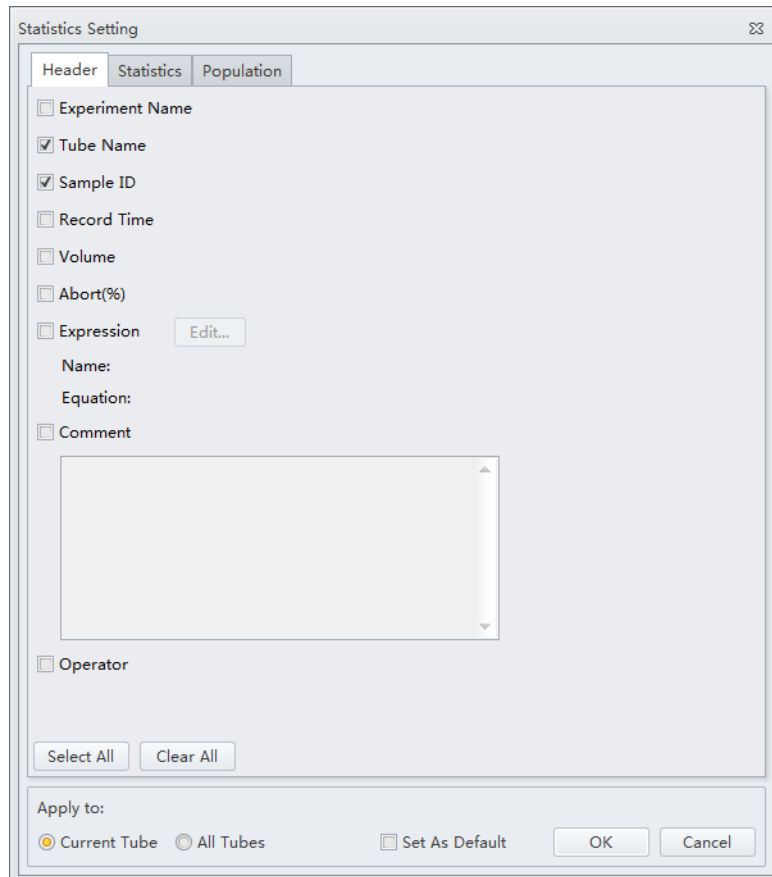 Statistics Setting
Header Statistics Population
Experiment Name
Tube Name
Sample ID
Record Time
Volume
Abort(%)
Expression Edit...
Name:
Equation:
Comment
Operator
Select All Clear All
Apply to:
Current Tube All Tubes Set As Default OK Cancel